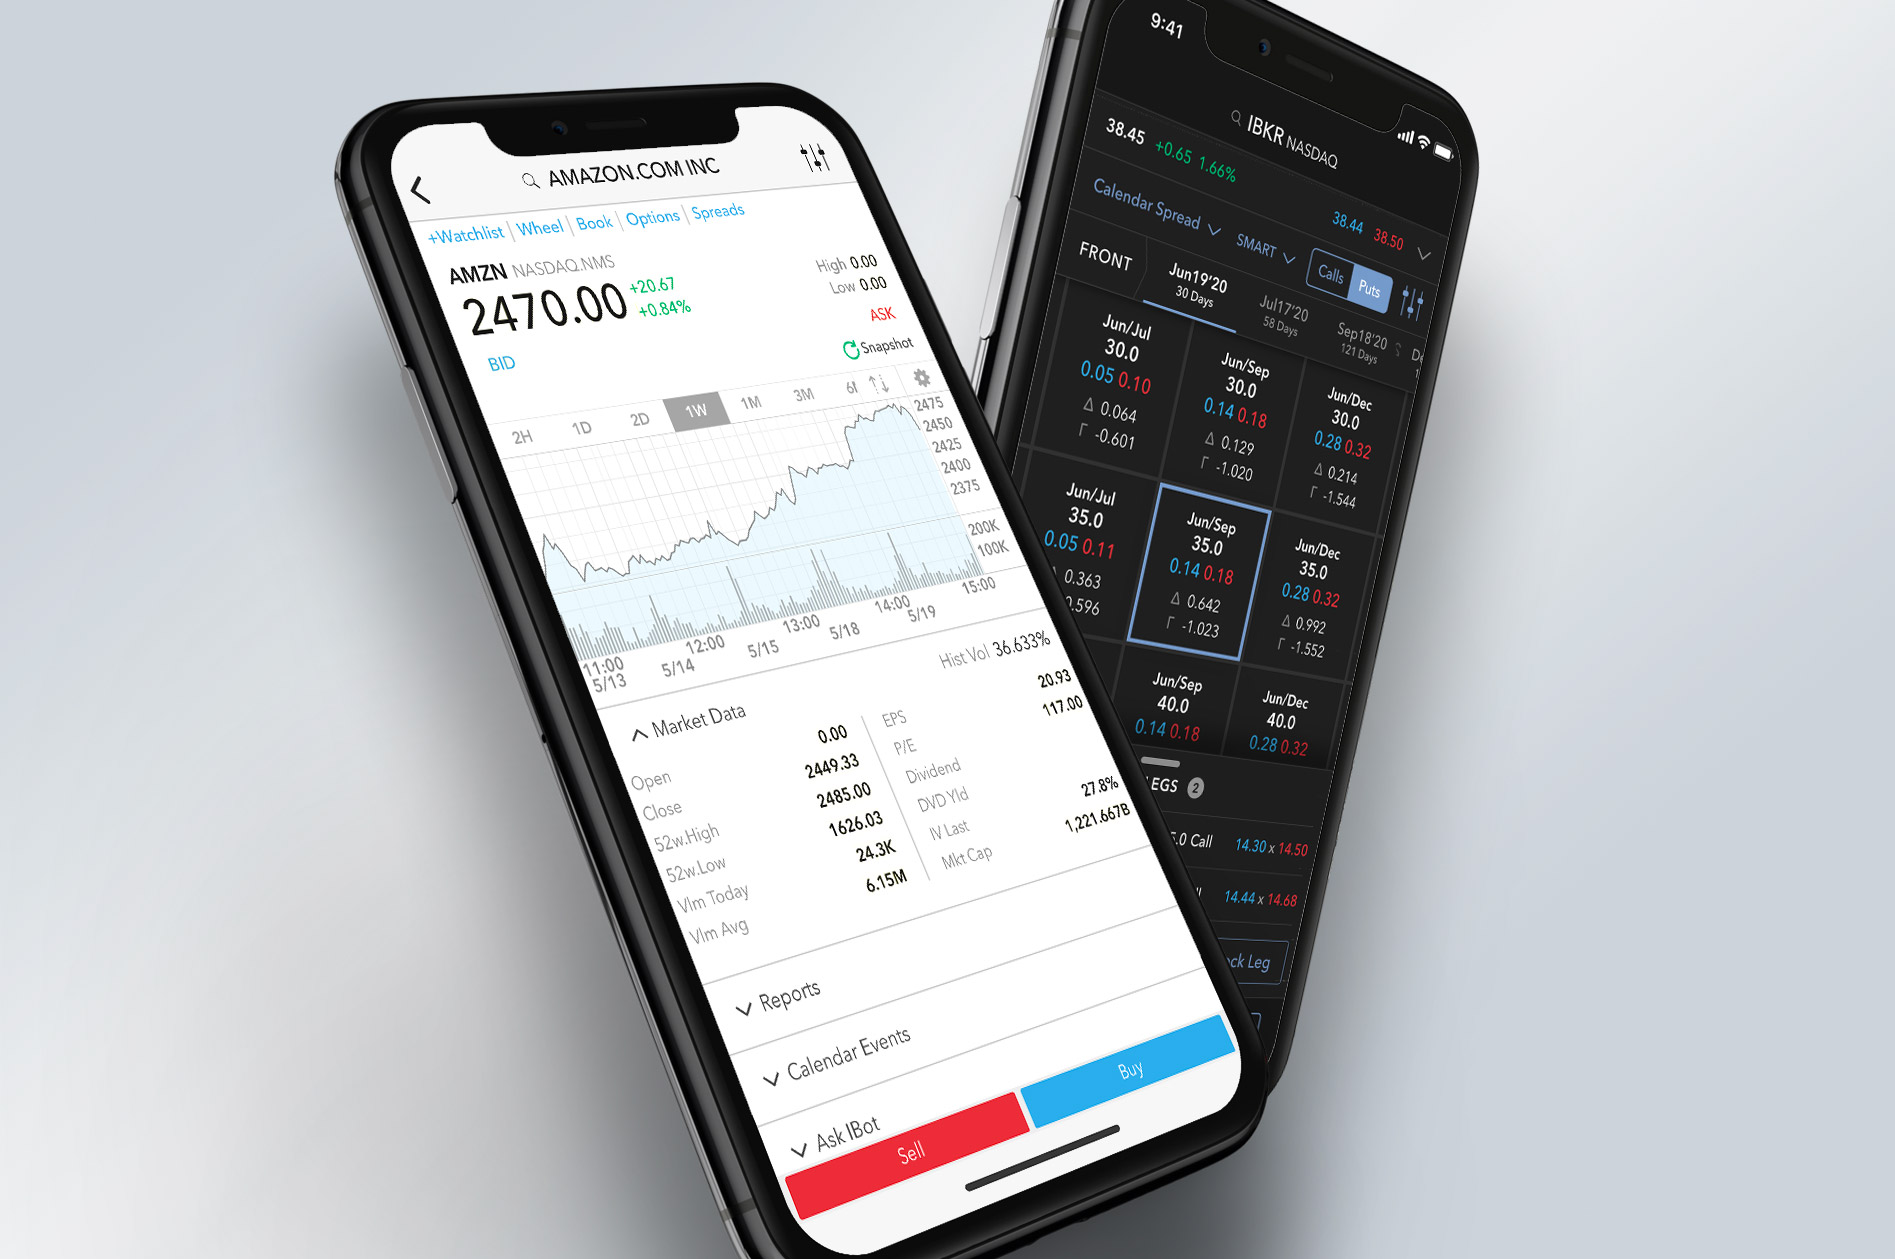 AMAZON.COM INC
+Watchlist | Wheel | Book | Options | Spreads
AMZN NASDAQ.NMS
2470.00 +20.67
+0.84%
High 0.00
Low 0.00
BID
ASK
Snapshot
2H 1D 2D 1W 1M 3M
2475
2450
2425
2400
2375
200K
100K
11:00 12:00 13:00 14:00 15:00
5/13 5/14 5/15 5/18 5/19
Hist Vol 36.633%
Market Data
Open 0.00
Close 2449.33
52w.High 2485.00
52w.Low 1626.03
Vlm Today 24.3K
Vlm Avg 6.15M
EPS 20.93
P/E 117.00
Dividend
DVD Yld
IV Last 27.8%
Mkt Cap 1,221.667B
Reports
Calendar Events
Ask IBot
Sell
Buy
9:41
IBKR NASDAQ
38.45 +0.65 1.66%
38.44 38.50
Calendar Spread SMART Calls Puts
FRONT
Jun19'20
30 Days
Jul17'20
58 Days
Sep18'20
121 Days
Jun/Jul
30.0
0.05 0.10
Δ 0.064
Γ -0.601
Jun/Sep
30.0
0.14 0.18
Δ 0.129
Γ -1.020
Jun/Dec
30.0
0.28 0.32
Δ 0.214
Γ -1.544
Jun/Jul
35.0
0.05 0.11
0.363
.596
Jun/Sep
35.0
0.14 0.18
Δ 0.642
Γ -1.023
Jun/Dec
35.0
0.28 0.32
Δ 0.992
Γ -1.552
Jun/Sep
40.0
0.14 0.18
Jun/Dec
40.0
0.28 0.32
EGS 2
.0 Call 14.30 x 14.50
14.44 x 14.68
ck Leg